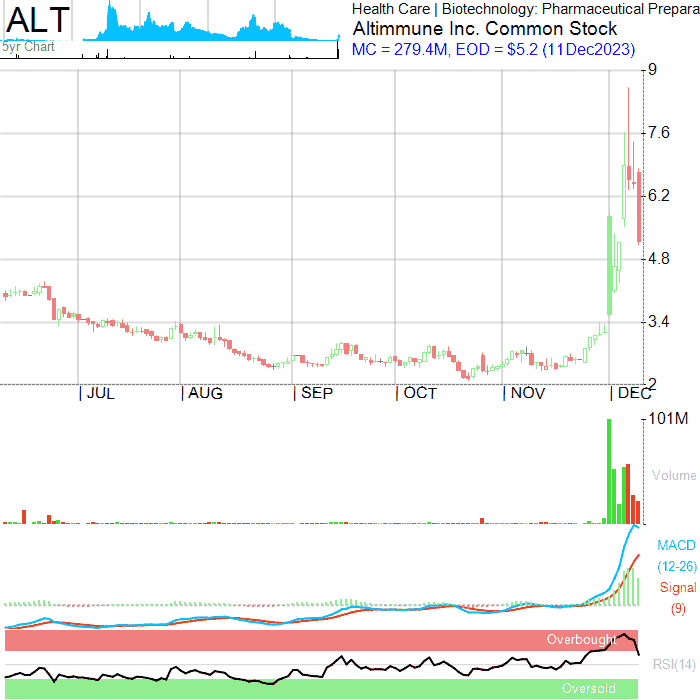 ALT
5yr Chart
Health Care | Biotechnology: Pharmaceutical Prepara
Altimmune Inc. Common Stock
MC = 279.4M, EOD = $5.2 (11Dec2023)
9
7.6
6.2
4.8
3.4
2
| JUL | AUG | SEP | OCT | NOV | DEC
101M
Volume
MACD
(12-26)
Signal
(9)
Overbought
RSI(14)
Oversold